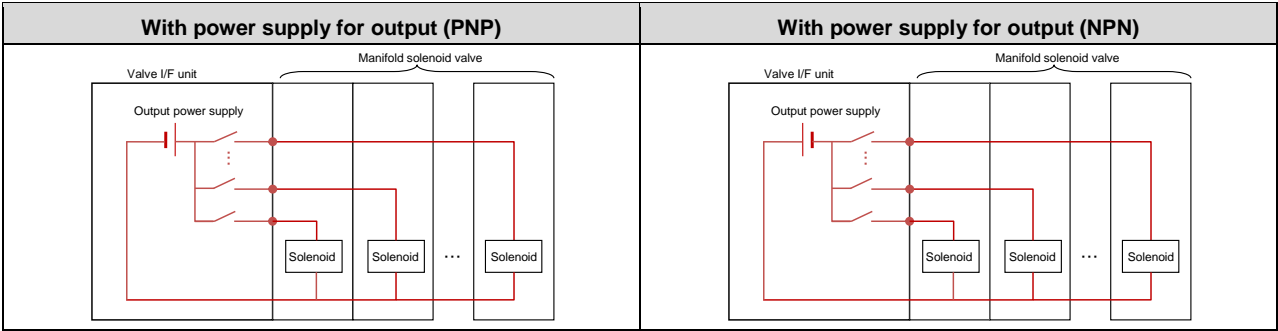 With power supply for output (PNP)
Manifold solenoid valve
Valve I/F unit
Output power supply
Solenoid
Solenoid
...
Solenoid
With power supply for output (NPN)
Manifold solenoid valve
Valve I/F unit
Output power supply
Solenoid
Solenoid
...
Solenoid